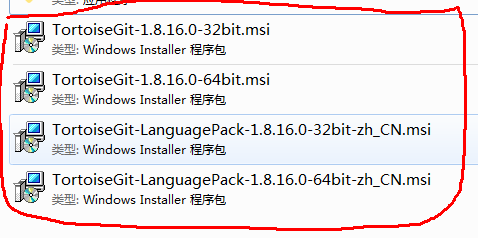 TortoiseGit-1.8.16.0-32bit.msi
类型: Windows Installer 程序包
TortoiseGit-1.8.16.0-64bit.msi
类型: Windows Installer 程序包
TortoiseGit-LanguagePack-1.8.16.0-32bit-zh_CN.msi
类型: Windows Installer 程序包
TortoiseGit-LanguagePack-1.8.16.0-64bit-zh_CN.msi
类型: Windows Installer 程序包